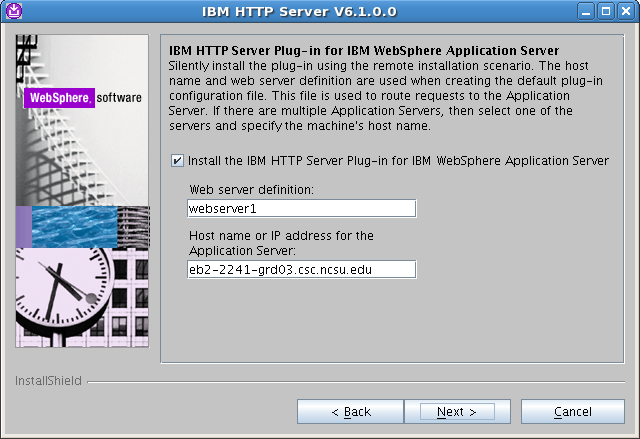 IBM HTTP Server V6.1.0.0
WebSphere. software
IBM HTTP Server Plug-in for IBM WebSphere Application Server
Silently install the plug-in using the remote installation scenario. The host
name and web server definition are used when creating the default plug-in
configuration file. This file is used to route requests to the Application
Server. If there are multiple Application Servers, then select one of the
servers and specify the machine's host name.
Install the IBM HTTP Server Plug-in for IBM WebSphere Application Server
Web server definition:
webserver1
Host name or IP address for the
Application Server:
eb2-2241-grd03.csc.ncsu.edu
InstallShield
< Back
Next >
Cancel